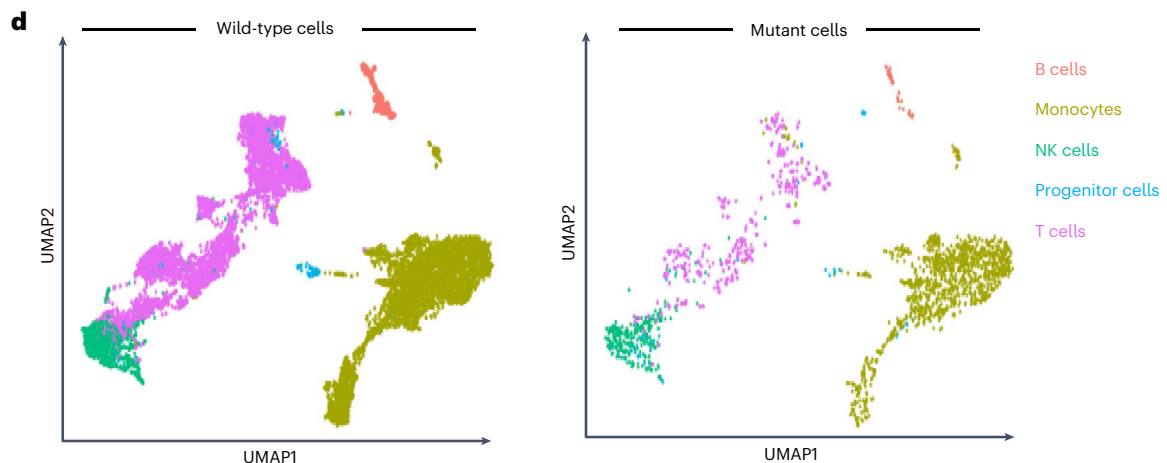 d
Wild-type cells
Mutant cells
B cells
Monocytes
NK cells
Progenitor cells
T cells
UMAP2
UMAP2
UMAP1
UMAP1